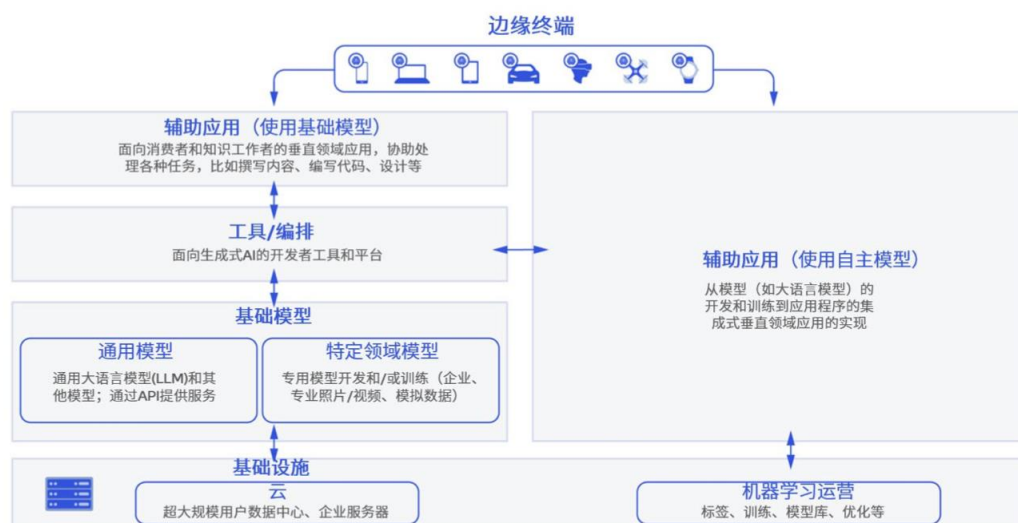 边缘终端
辅助应用（使用基础模型）
面向消费者和知识工作者的垂直领域应用，协助处
理各种任务，比如撰写内容、编写代码、设计等
工具/编排
面向生成式AI的开发者工具和平台
基础模型
通用模型
通用大语言模型(LLM)和其
他模型；通过API提供服务
特定领域模型
专用模型开发和/或训练（企业、
专业照片/视频、模拟数据）
辅助应用（使用自主模型）
从模型（如大语言模型）的
开发和训练到应用程序的集
成式垂直领域应用的实现
基础设施
云
超大规模用户数据中心、企业服务器
机器学习运营
标签、训练、模型库、优化等